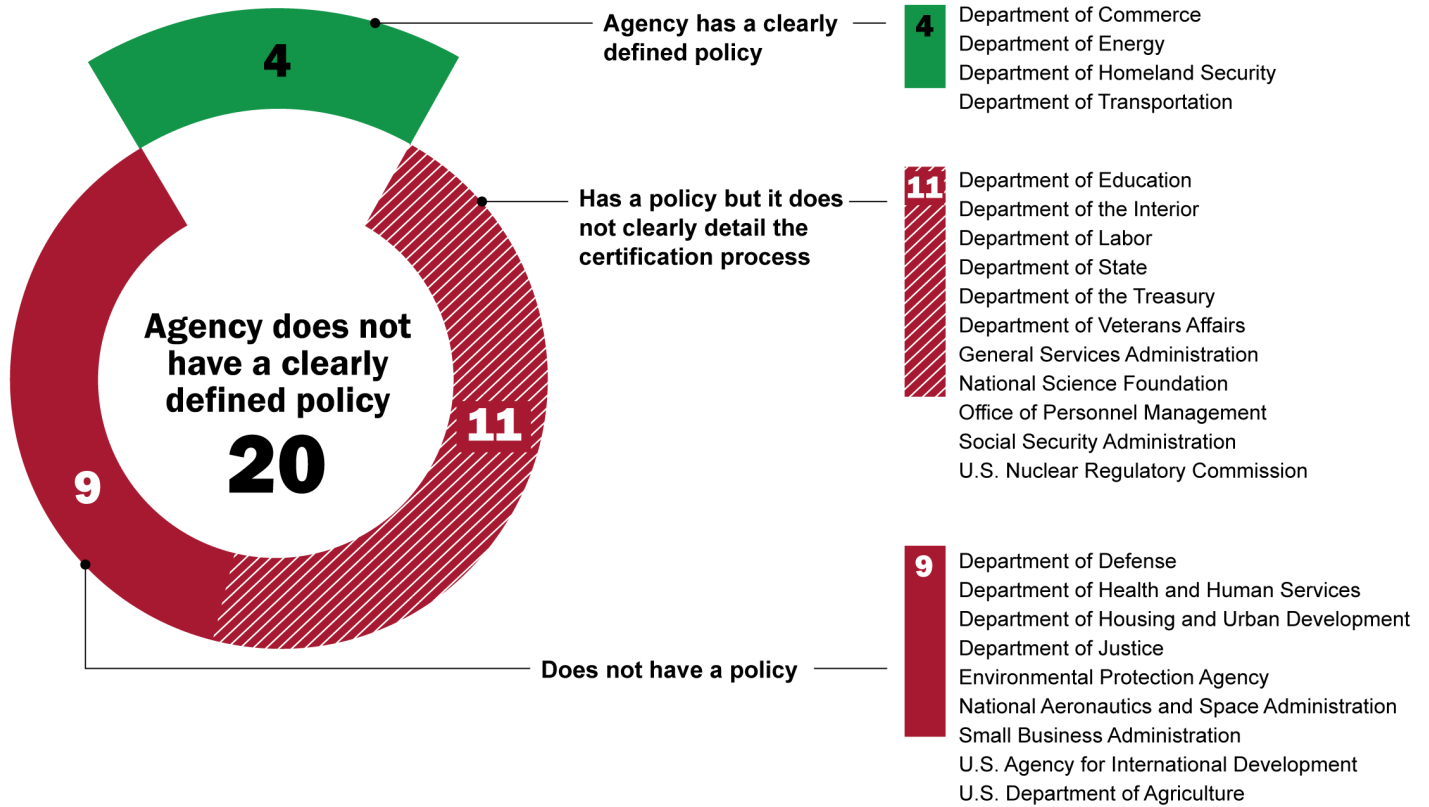 4
Agency has a clearly
defined policy
4
Department of Commerce
Department of Energy
Department of Homeland Security
Department of Transportation
Has a policy but it does
not clearly detail the
certification process
11
Department of Education
Department of the Interior
Department of Labor
Department of State
Department of the Treasury
Department of Veterans Affairs
General Services Administration
National Science Foundation
Office of Personnel Management
Social Security Administration
U.S. Nuclear Regulatory Commission
Agency does not
have a clearly
defined policy
20
11
9
Does not have a policy
9
Department of Defense
Department of Health and Human Services
Department of Housing and Urban Development
Department of Justice
Environmental Protection Agency
National Aeronautics and Space Administration
Small Business Administration
U.S. Agency for International Development
U.S. Department of Agriculture